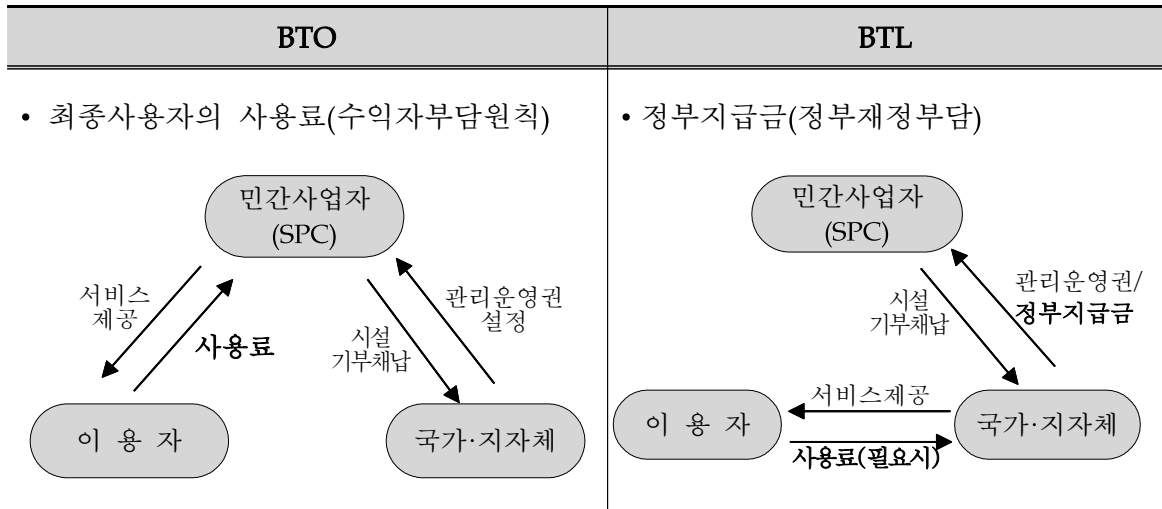 BTO
BTL
• 최종사용자의 사용료(수익자부담원칙)
민간사업자
(SPC)
서비스
제공
사용료
시설
기부채납
관리운영권
설정
이 용 자
국가·지자체
• 정부지급금(정부재정부담)
민간사업자
(SPC)
시설
기부채납
관리운영권/
정부지급금
서비스제공
이 용 자
국가·지자체
사용료(필요시)